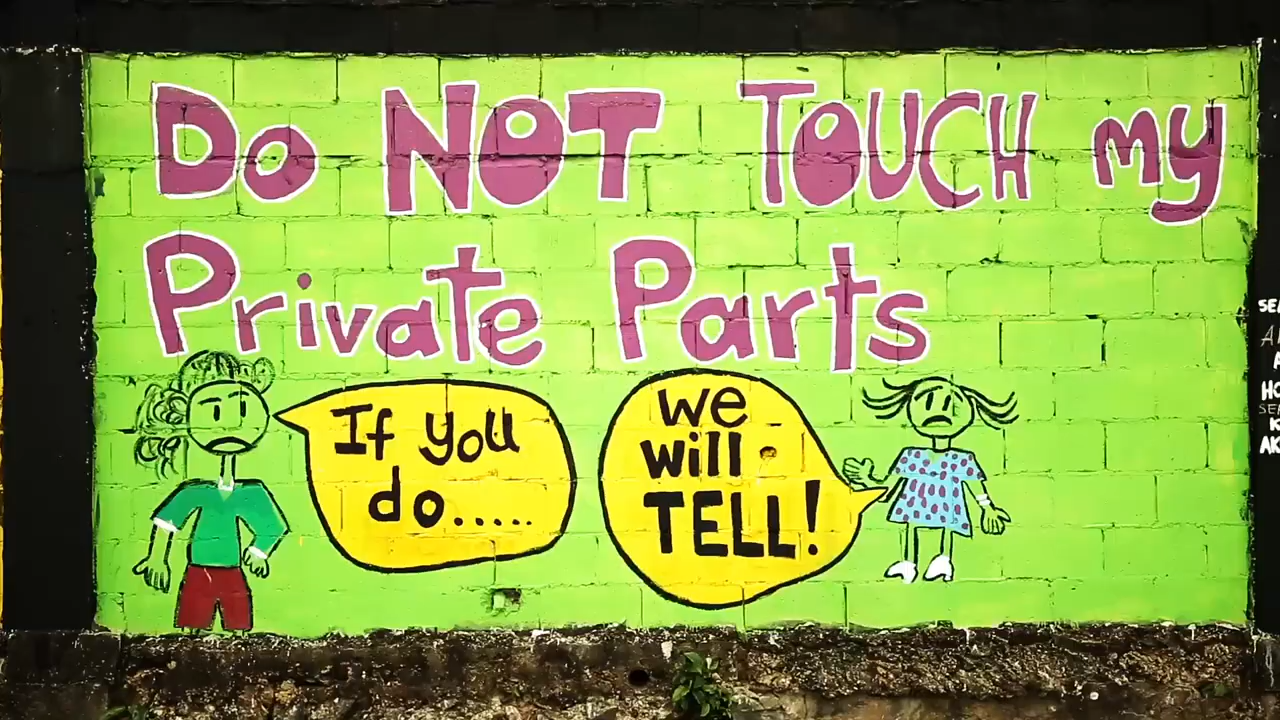 Do NOT TOUCH my
Private Parts
If you
do.....
we
will
TELL!